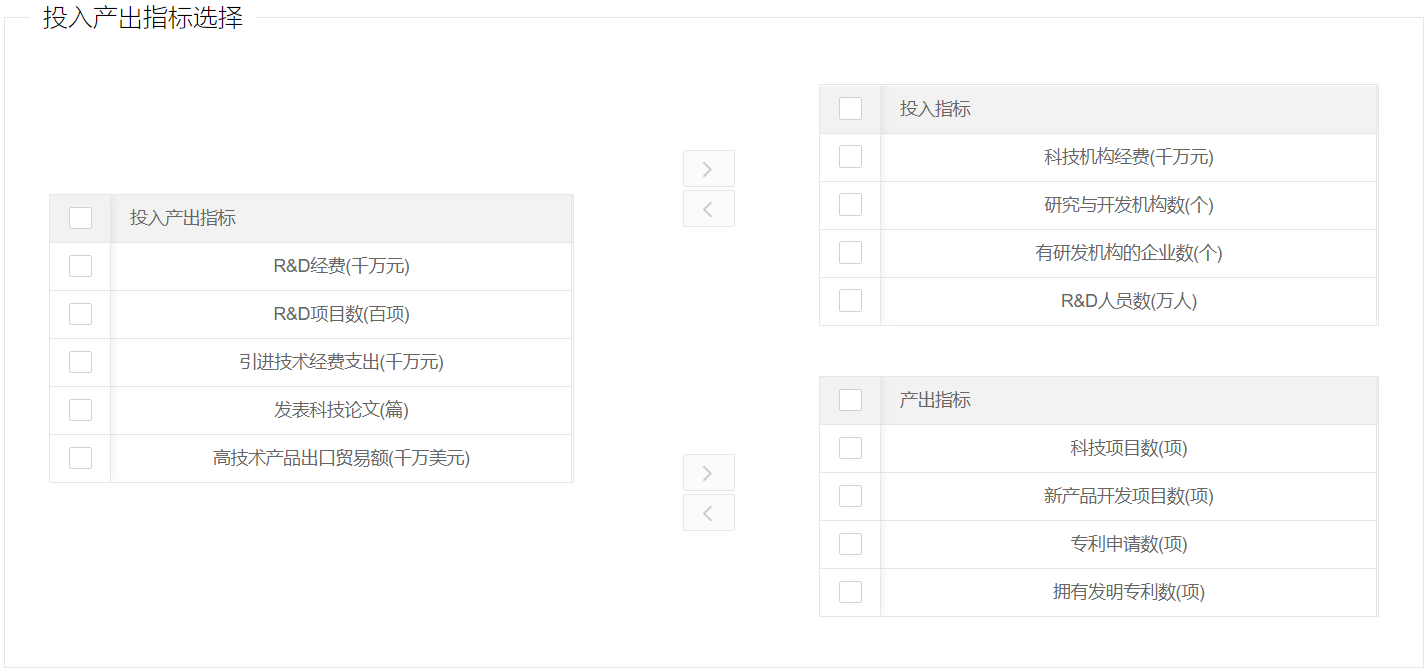 投入产出指标选择
投入产出指标
R&D经费(千万元)
R&D项目数(百项)
引进技术经费支出(千万元)
发表科技论文(篇)
高技术产品出口贸易额(千万美元)
投入指标
科技机构经费(千万元)
研究与开发机构数(个)
有研发机构的企业数(个)
R&D人员数(万人)
产出指标
科技项目数(项)
新产品开发项目数(项)
专利申请数(项)
拥有发明专利数(项)